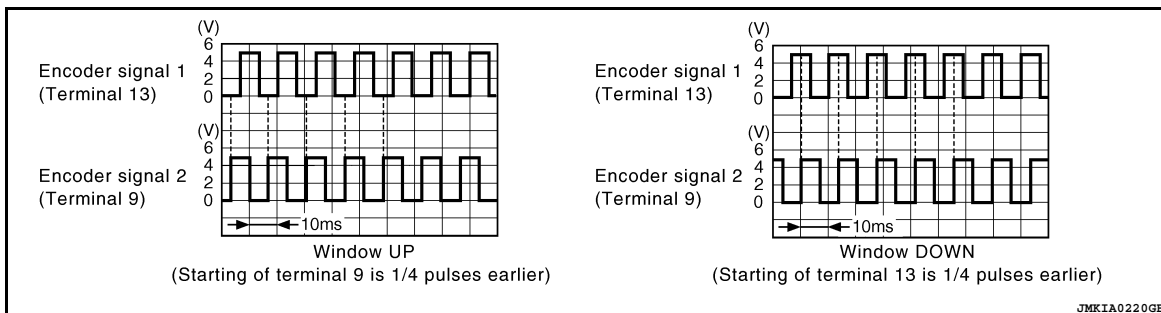 (V)
6
4
2
0
Encoder signal 1
(Terminal 13)
(V)
6
4
2
0
Encoder signal 2
(Terminal 9)
10ms
Window UP
(Starting of terminal 9 is 1/4 pulses earlier)
(V)
6
4
2
0
Encoder signal 1
(Terminal 13)
(V)
6
4
2
0
Encoder signal 2
(Terminal 9)
10ms
Window DOWN
(Starting of terminal 13 is 1/4 pulses earlier)
JMKIA0220GB